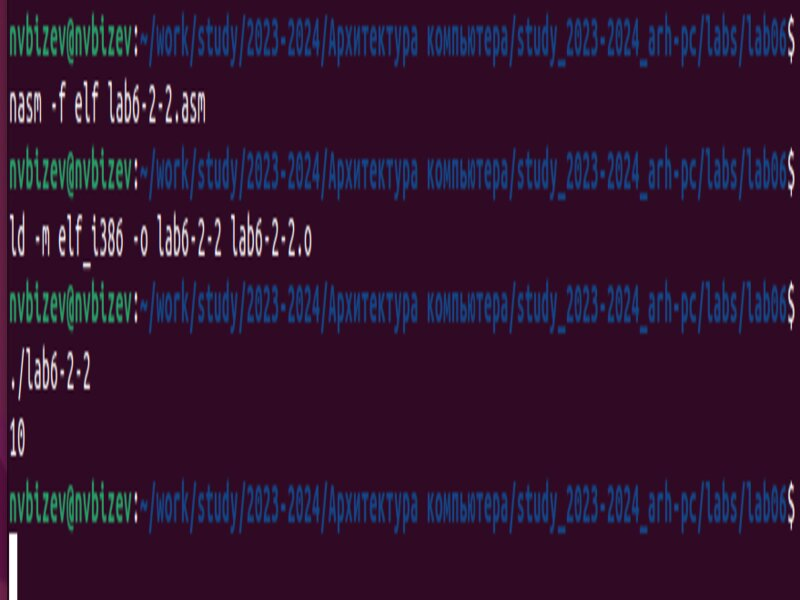 nvbizev@nvbizev:~/work/study/2023-2024/Архитектура компьютера/study_2023-2024_arh-pc/labs/lab06$
nasm -f elf lab6-2-2.asm
nvbizev@nvbizev:~/work/study/2023-2024/Архитектура компьютера/study_2023-2024_arh-pc/labs/lab06$
ld -m elf_i386 -o lab6-2-2 lab6-2-2.o
nvbizev@nvbizev:~/work/study/2023-2024/Архитектура компьютера/study_2023-2024_arh-pc/labs/lab06$
./lab6-2-2
10
nvbizev@nvbizev:~/work/study/2023-2024/Архитектура компьютера/study_2023-2024_arh-pc/labs/lab06$